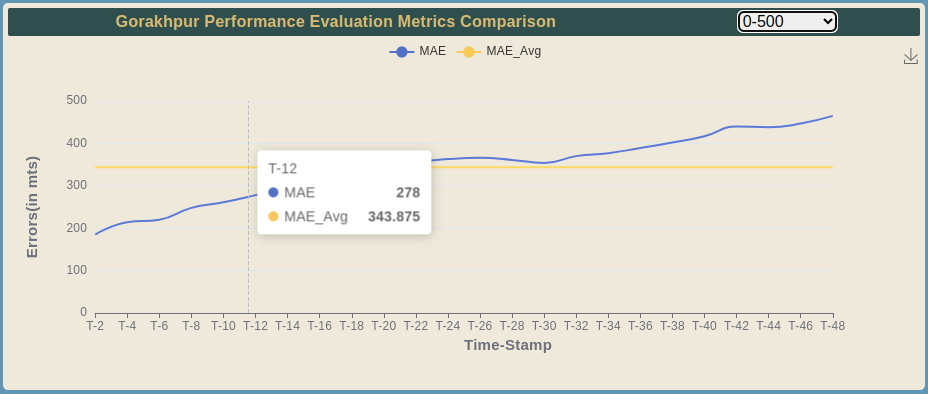 Gorakhpur Performance Evaluation Metrics Comparison 0-500
MAE MAE_Avg
500
400
300
200
100
0
Errors(in mts)
T-12
MAE 278
MAE_Avg 343.875
T-2 T-4 T-6 T-8 T-10 T-12 T-14 T-16 T-18 T-20 T-22 T-24 T-26 T-28 T-30 T-32 T-34 T-36 T-38 T-40 T-42 T-44 T-46 T-48
Time-Stamp